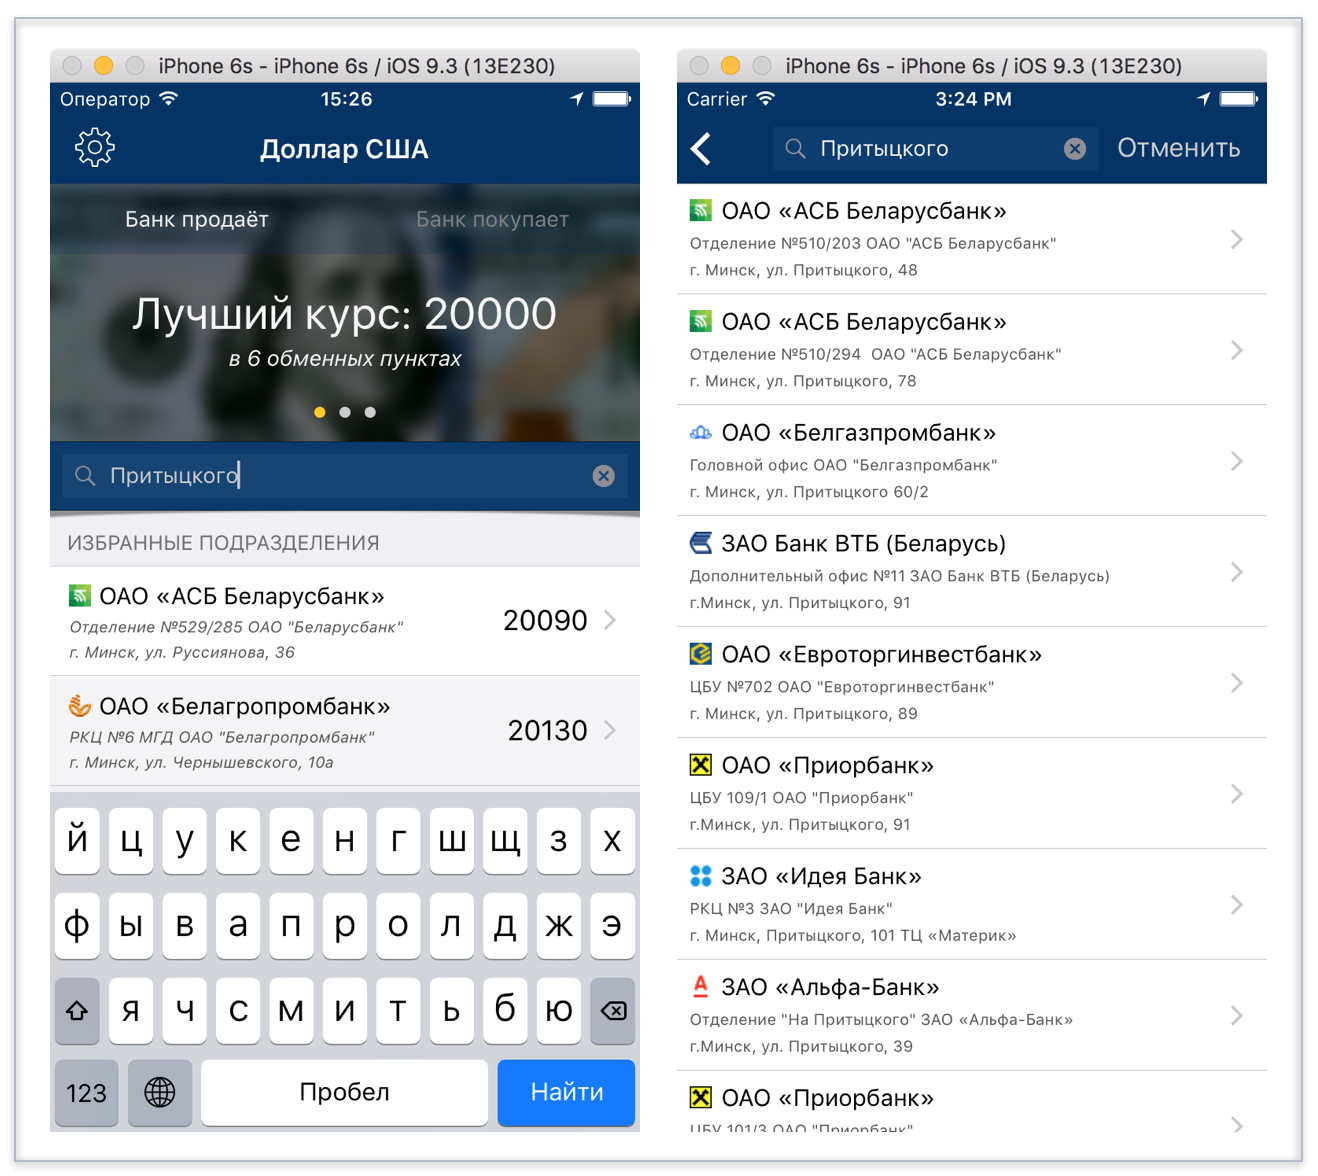 iPhone 6s - iPhone 6s / iOS 9.3 (13E230)
Оператор 15:26
Доллар США
Банк продаёт Банк покупает
Лучший курс: 20000
в 6 обменных пунктах
Притыцкого
ИЗБРАННЫЕ ПОДРАЗДЕЛЕНИЯ
ОАО «АСБ Беларусбанк»
Отделение №529/285 ОАО "Беларусбанк"
г. Минск, ул. Руссиянова, 36
20090
ОАО «Белагропромбанк»
РКЦ №6 МГД ОАО "Белагропромбанк"
г. Минск, ул. Чернышевского, 10а
20130
й ц у к е н г ш щ з х
ф ы в а п р о л д ж э
я ч с м и т ь б ю
123 Пробел Найти
iPhone 6s - iPhone 6s / iOS 9.3 (13E230)
Carrier 3:24 PM
Притыцкого Отменить
ОАО «АСБ Беларусбанк»
Отделение №510/203 ОАО "АСБ Беларусбанк"
г. Минск, ул. Притыцкого, 48
ОАО «АСБ Беларусбанк»
Отделение №510/294 ОАО "АСБ Беларусбанк"
г. Минск, ул. Притыцкого, 78
ОАО «Белгазпромбанк»
Головной офис ОАО "Белгазпромбанк"
г. Минск, ул. Притыцкого 60/2
ЗАО Банк ВТБ (Беларусь)
Дополнительный офис №11 ЗАО Банк ВТБ (Беларусь)
г.Минск, ул. Притыцкого, 91
ОАО «Евроторгинвестбанк»
ЦБУ №702 ОАО "Евроторгинвестбанк"
г. Минск, ул. Притыцкого, 89
ОАО «Приорбанк»
ЦБУ 109/1 ОАО "Приорбанк"
г.Минск, ул. Притыцкого, 91
ЗАО «Идея Банк»
РКЦ №3 ЗАО "Идея Банк"
г. Минск, Притыцкого, 101 ТЦ «Материк»
ЗАО «Альфа-Банк»
Отделение "На Притыцкого" ЗАО «Альфа-Банк»
г.Минск, ул. Притыцкого, 39
ОАО «Приорбанк»
ЦБУ 101/3 ОАО "Приорбанк"